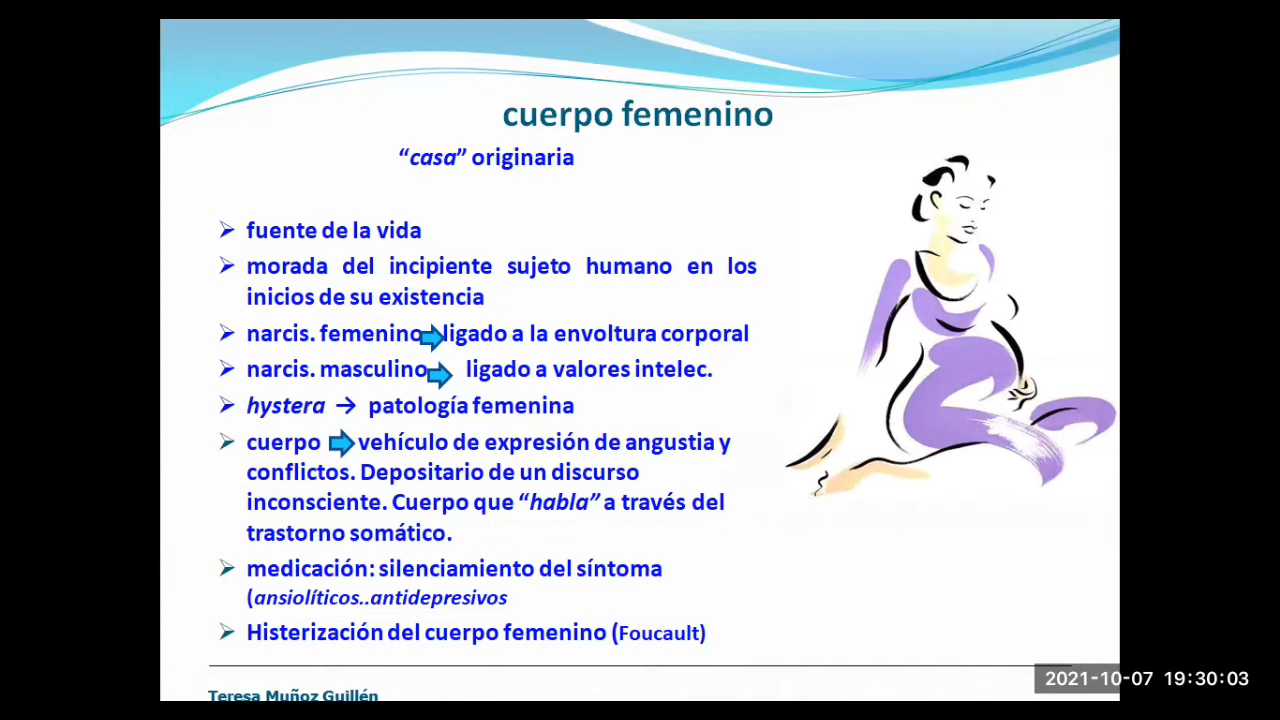 cuerpo femenino
“casa” originaria
fuente de la vida
morada del incipiente sujeto humano en los
inicios de su existencia
narcis. femenino ligado a la envoltura corporal
narcis. masculino ligado a valores intelec.
hystera → patología femenina
cuerpo vehículo de expresión de angustia y
conflictos. Depositario de un discurso
inconsciente. Cuerpo que “habla” a través del
trastorno somático.
medicación: silenciamiento del síntoma
(ansiolíticos..antidepresivos
Histerización del cuerpo femenino (Foucault)
Teresa Muñoz Guillén
2021-10-07 19:30:03